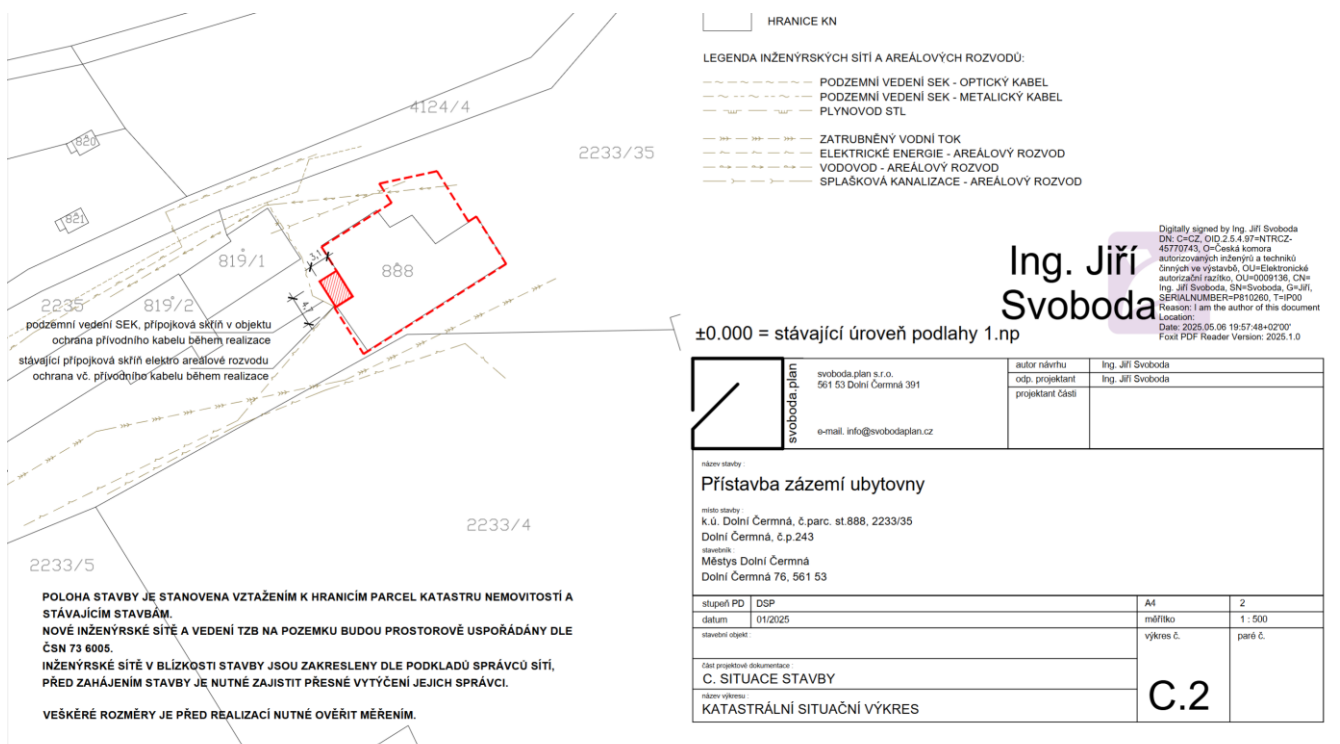 4124/4
2233/35
820
821
819/1
888
3,1
4,7
2235
819/2
podzemní vedení SEK, přípojková skříň v objektu
ochrana přívodního kabelu během realizace
stávající přípojková skříň elektro areálové rozvodu
ochrana vč. přívodního kabelu během realizace
2233/4
2233/5
POLOHA STAVBY JE STANOVENA VZTAŽENÍM K HRANICÍM PARCEL KATASTRU NEMOVITOSTÍ A
STÁVAJÍCÍM STAVBÁM.
NOVÉ INŽENÝRSKÉ SÍTĚ A VEDENÍ TZB NA POZEMKU BUDOU PROSTOROVĚ USPOŘÁDÁNY DLE
ČSN 73 6005.
INŽENÝRSKÉ SÍTĚ V BLÍZKOSTI STAVBY JSOU ZAKRESLENY DLE PODKLADŮ SPRÁVCŮ SÍTÍ,
PŘED ZAHÁJENÍM STAVBY JE NUTNÉ ZAJISTIT PŘESNÉ VYTÝČENÍ JEJICH SPRÁVCI.
VEŠKÉRÉ ROZMĚRY JE PŘED REALIZACÍ NUTNÉ OVĚŘIT MĚŘENÍM.
HRANICE KN
LEGENDA INŽENÝRSKÝCH SÍTÍ A AREÁLOVÝCH ROZVODŮ:
PODZEMNÍ VEDENÍ SEK - OPTICKÝ KABEL
PODZEMNÍ VEDENÍ SEK - METALICKÝ KABEL
PLYNOVOD STL
ZATRUBNĚNÝ VODNÍ TOK
ELEKTRICKÉ ENERGIE - AREÁLOVÝ ROZVOD
VODOVOD - AREÁLOVÝ ROZVOD
SPLAŠKOVÁ KANALIZACE - AREÁLOVÝ ROZVOD
Ing. Jiří
Svoboda
Digitally signed by Ing. Jiří Svoboda
DN: C=CZ, OID.2.5.4.97=NTRCZ-
45770743, O=Česká komora
autorizovaných inženýrů a techniků
činných ve výstavbě, OU=Elektronické
autorizační razítko, OU=0009136, CN=
Ing. Jiří Svoboda, SN=Svoboda, G=Jiří,
SERIALNUMBER=P810260, T=IP00
Reason: I am the author of this document
Location:
Date: 2025.05.06 19:57:48+02'00'
Foxit PDF Reader Version: 2025.1.0
±0.000 = stávající úroveň podlahy 1.np
svoboda.plan
svoboda.plan s.r.o.
561 53 Dolní Čermná 391
e-mail. info@svobodaplan.cz
autor návrhu Ing. Jiří Svoboda
odp. projektant Ing. Jiří Svoboda
projektant části
název stavby :
Přístavba zázemí ubytovny
místo stavby :
k.ú. Dolní Čermná, č.parc. st.888, 2233/35
Dolní Čermná, č.p.243
stavebník :
Městys Dolní Čermná
Dolní Čermná 76, 561 53
stupeň PD DSP A4 2
datum 01/2025 měřítko 1 : 500
stavební objekt : výkres č. paré č.
část projektové dokumentace :
C. SITUACE STAVBY
název výkresu :
KATASTRÁLNÍ SITUAČNÍ VÝKRES
C.2